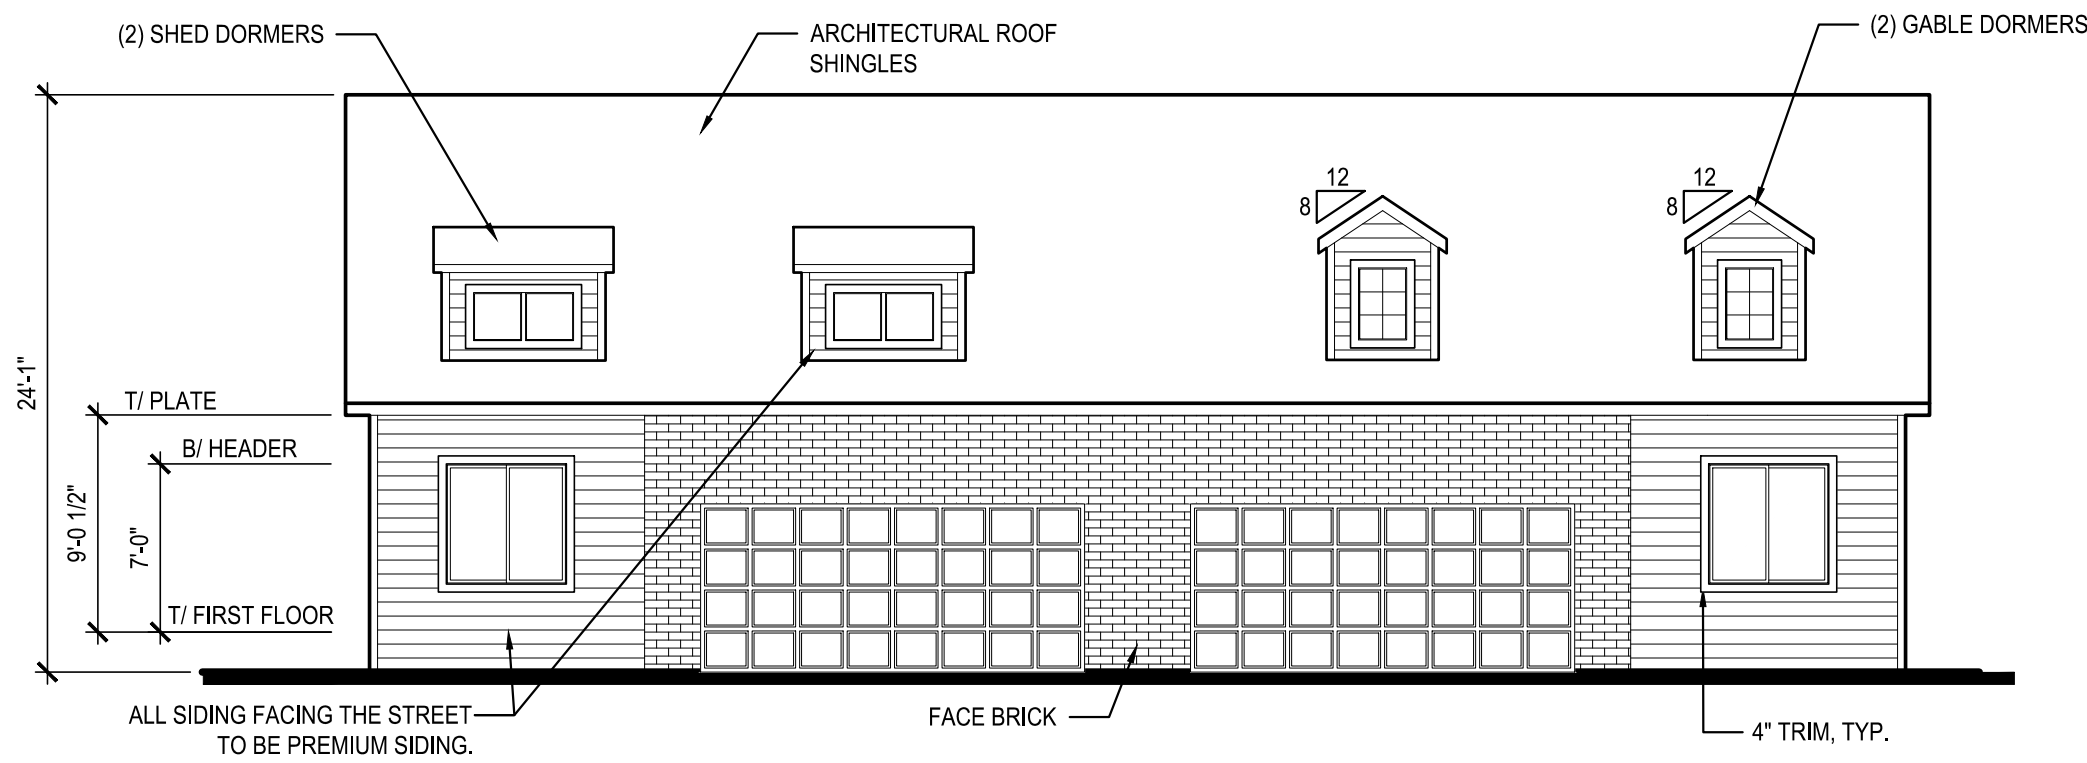 (2) SHED DORMERS
ARCHITECTURAL ROOF
SHINGLES
(2) GABLE DORMERS
12
8
12
8
24'-1"
T/ PLATE
B/ HEADER
9'-0 1/2"
7'-0"
T/ FIRST FLOOR
ALL SIDING FACING THE STREET
TO BE PREMIUM SIDING.
FACE BRICK
4" TRIM, TYP.